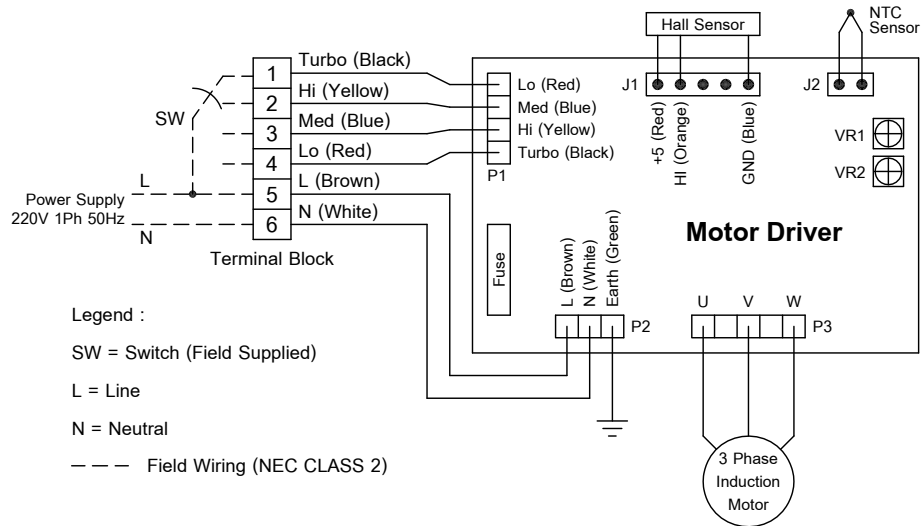 Hall Sensor
NTC
Sensor
Turbo (Black)
Hi (Yellow)
Med (Blue)
Lo (Red)
L (Brown)
N (White)
1
2
3
4
5
6
SW
L
Power Supply
220V 1Ph 50Hz
N
Terminal Block
Lo (Red)
Med (Blue)
Hi (Yellow)
Turbo (Black)
P1
J1
+5 (Red)
HI (Orange)
GND (Blue)
J2
VR1
VR2
Motor Driver
Fuse
L (Brown)
N (White)
Earth (Green)
P2
U V W
P3
3 Phase
Induction
Motor
Legend :
SW = Switch (Field Supplied)
L = Line
N = Neutral
Field Wiring (NEC CLASS 2)